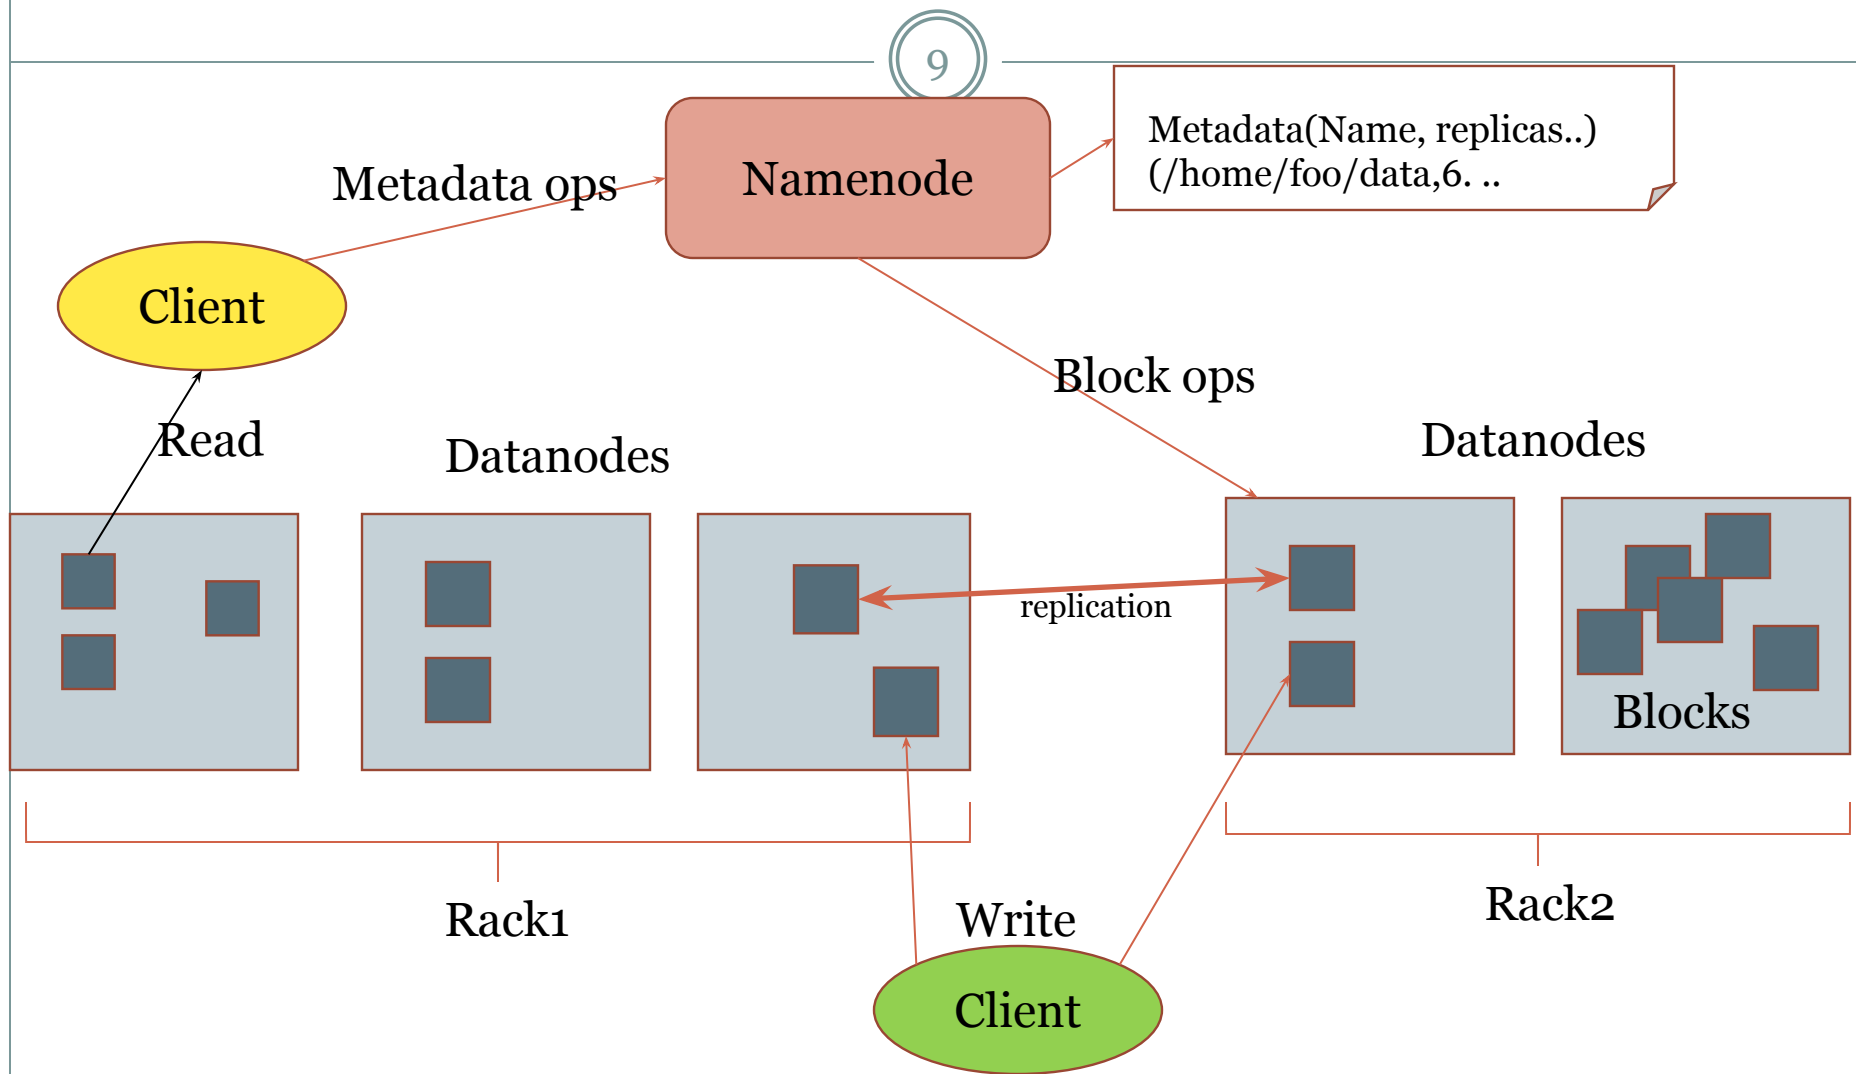 9
Metadata(Name, replicas..)
(/home/foo/data,6. ..
Namenode
Metadata ops
Client
Block ops
Read
Datanodes
Datanodes
replication
Blocks
Rack1
Write
Rack2
Client